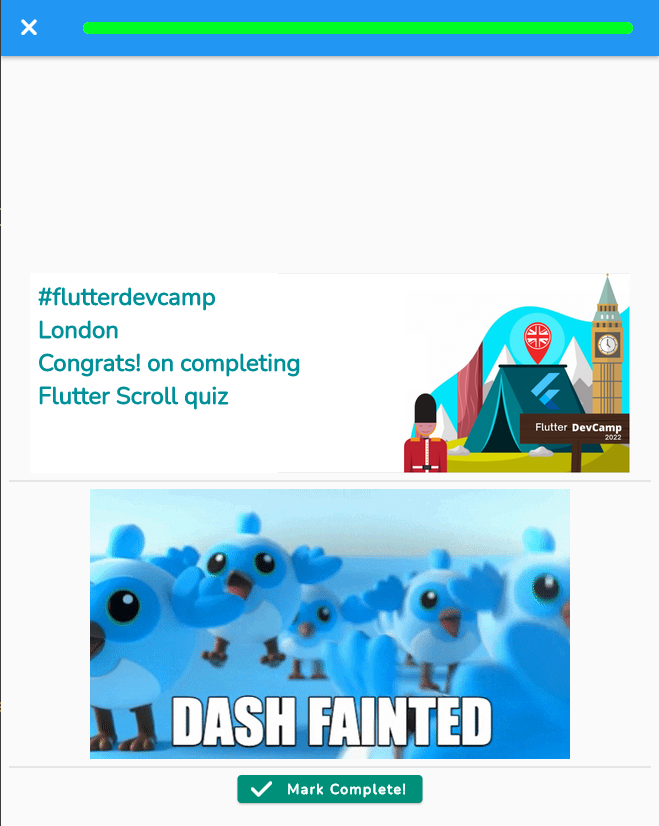 #flutterdevcamp
London
Congrats! on completing
Flutter Scroll quiz
Flutter DevCamp
2022
DASH FAINTED
Mark Complete!